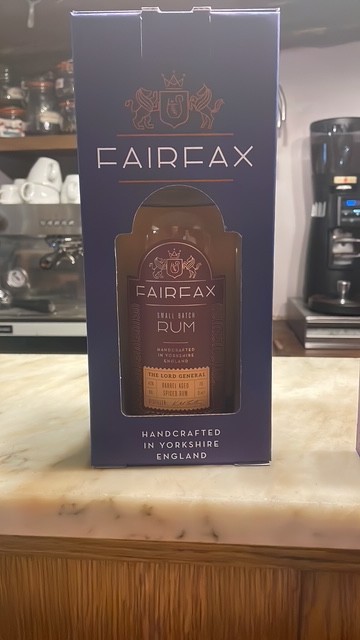 FAIRFAX
FAIRFAX
SMALL BATCH
RUM
HANDCRAFTED
IN YORKSHIRE
ENGLAND
THE LORD GENERAL
BARREL AGED
SPICED RUM
HANDCRAFTED
IN YORKSHIRE
ENGLAND